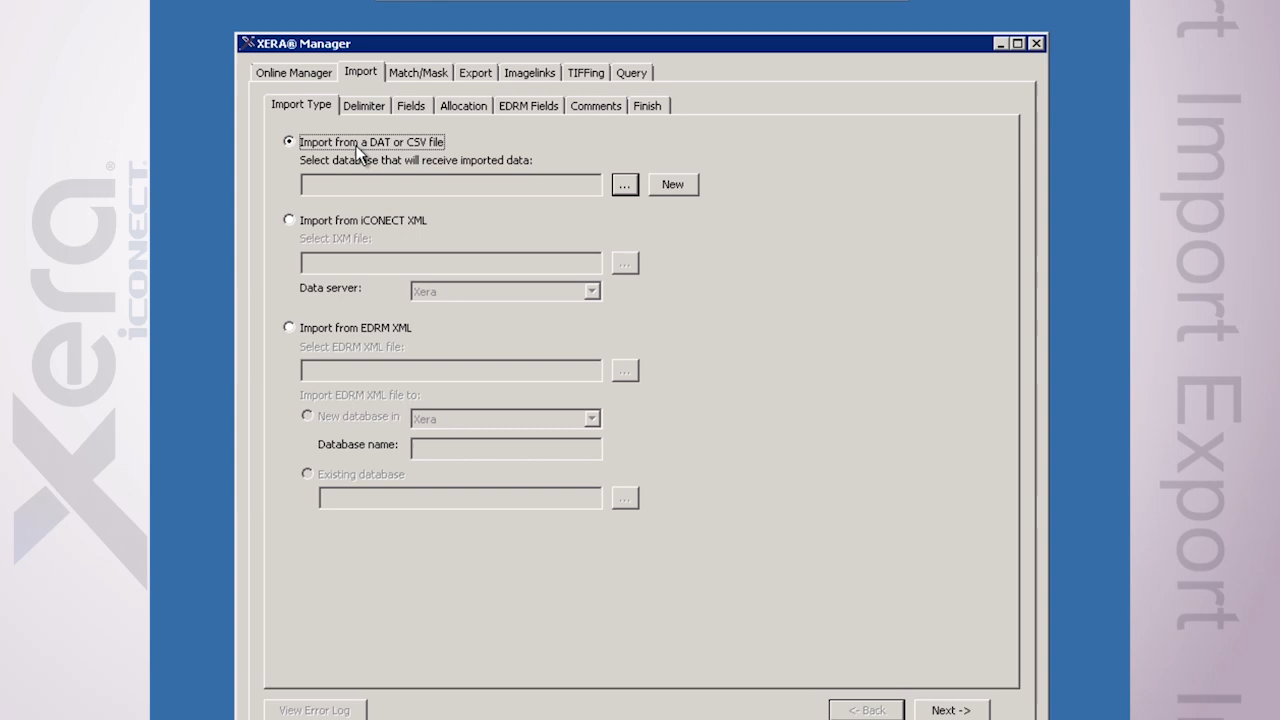 XERA® Manager
Online Manager Import Match/Mask Export Imagelinks TIFFing Query
Import Type Delimiter Fields Allocation EDRM Fields Comments Finish
Import from a DAT or CSV file
Select database that will receive imported data:
... New
Import from iCONECT XML
Select IXM file:
...
Data server: Xera
Import from EDRM XML
Select EDRM XML file:
...
Import EDRM XML file to:
New database in Xera
Database name:
Existing database
...
View Error Log <- Back Next ->
Xera®
iCONECT
Import Export